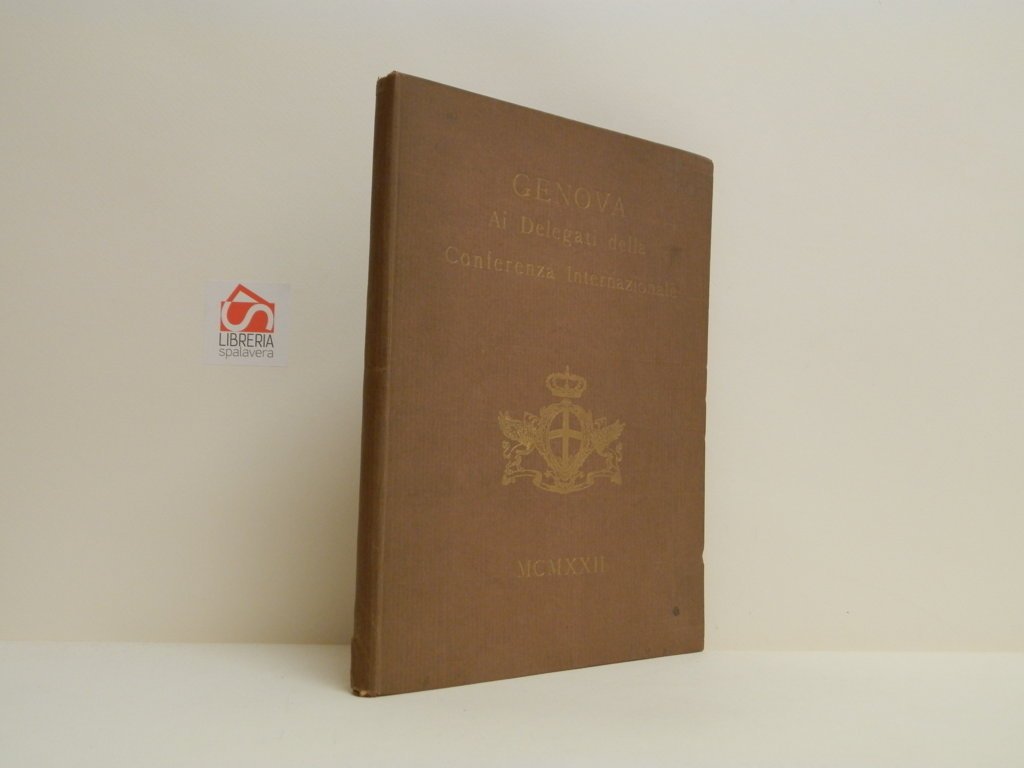 GENOVA
Ai Delegati della
Conferenza Internazionale
MCMXXII
LIBRERIA
spalavera